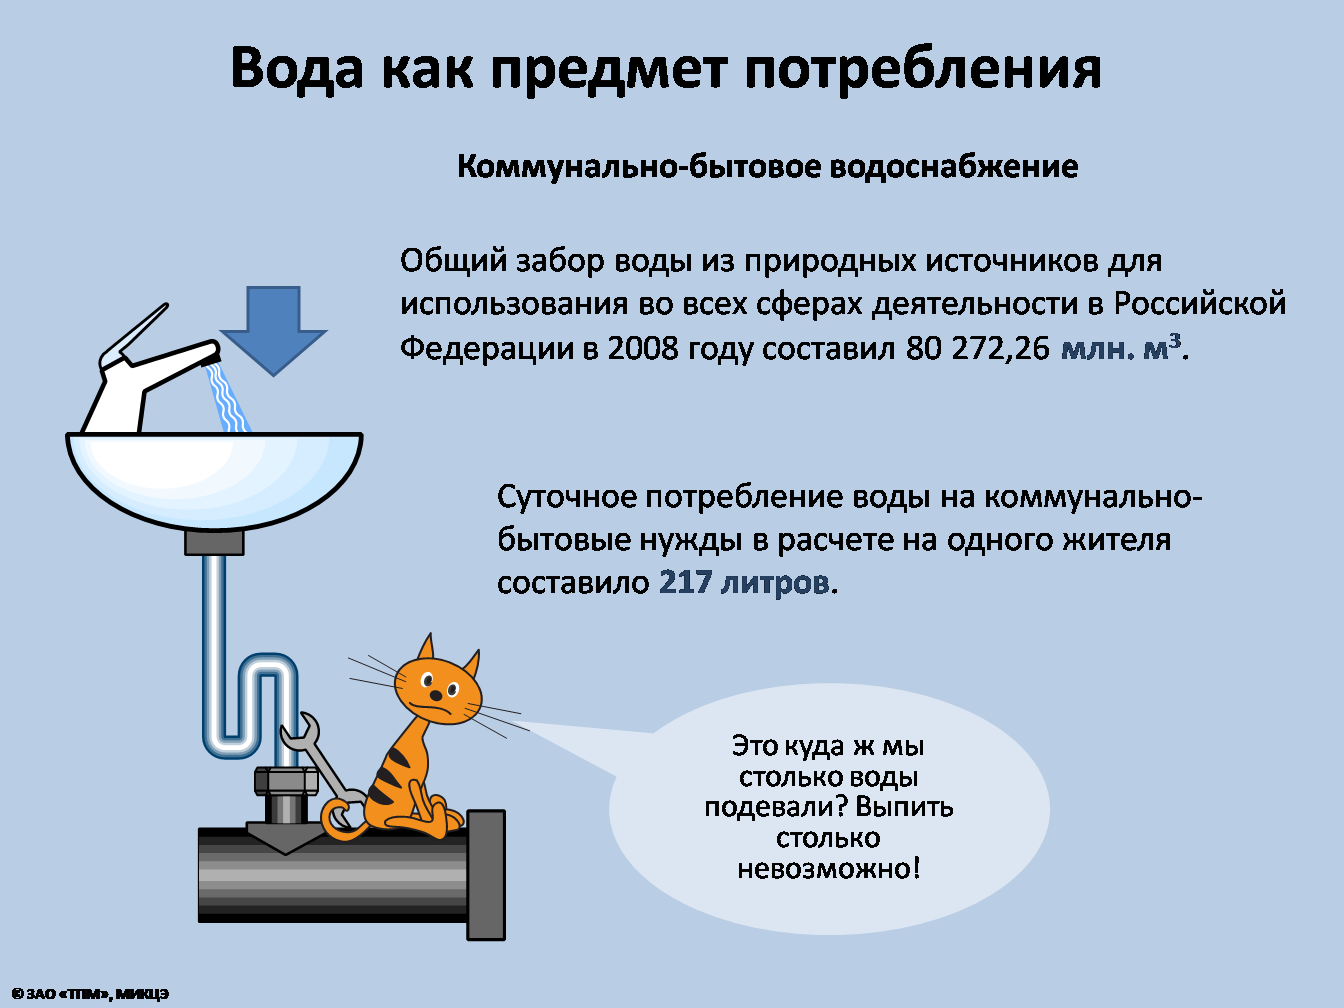 Вода как предмет потребления
Коммунально-бытовое водоснабжение
Общий забор воды из природных источников для
использования во всех сферах деятельности в Российской
Федерации в 2008 году составил 80 272,26 млн. м³.
Суточное потребление воды на коммунально-
бытовые нужды в расчете на одного жителя
составило 217 литров.
Это куда ж мы
столько воды
подевали? Выпить
столько
невозможно!
© ЗАО «ТПМ», МИКЦЭ